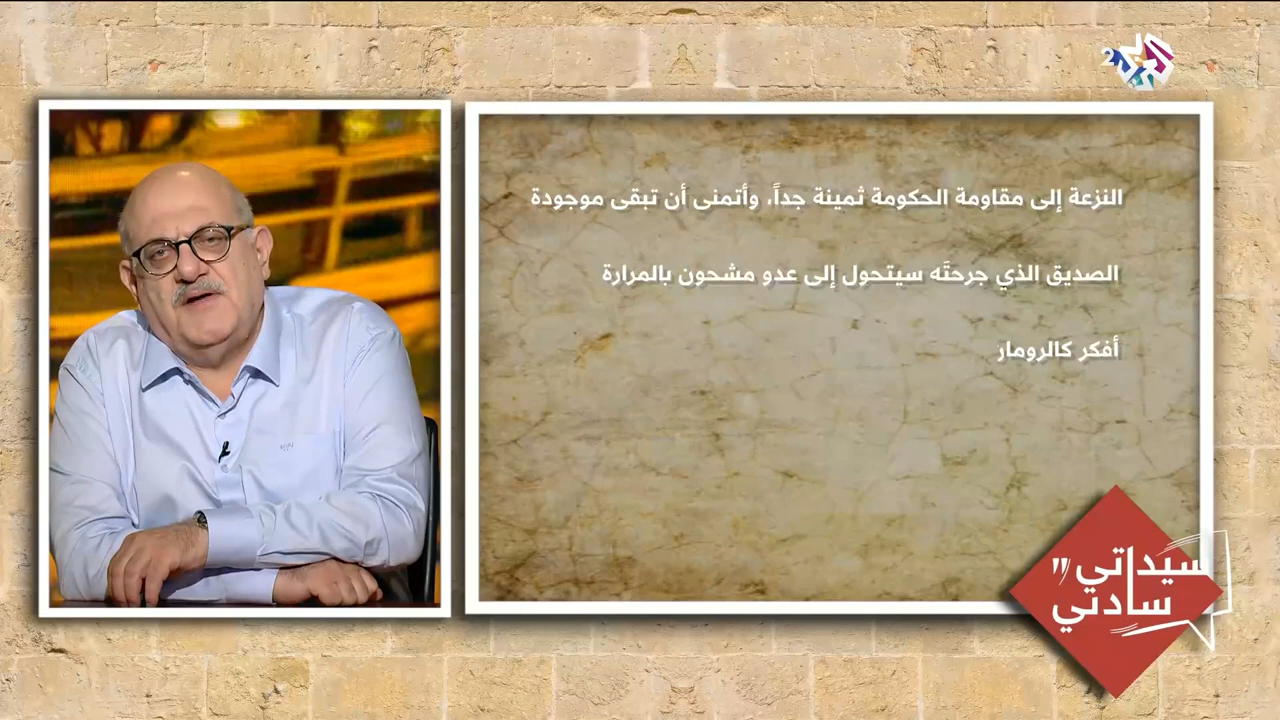 النزعة إلى مقاومة الحكومة ثمينة جداً، وأتمنى أن تبقى موجودة
الصديق الذي جرحتَه سيتحول إلى عدو مشحون بالمرارة
أفكر كالرومار
سيداتي
سادتي